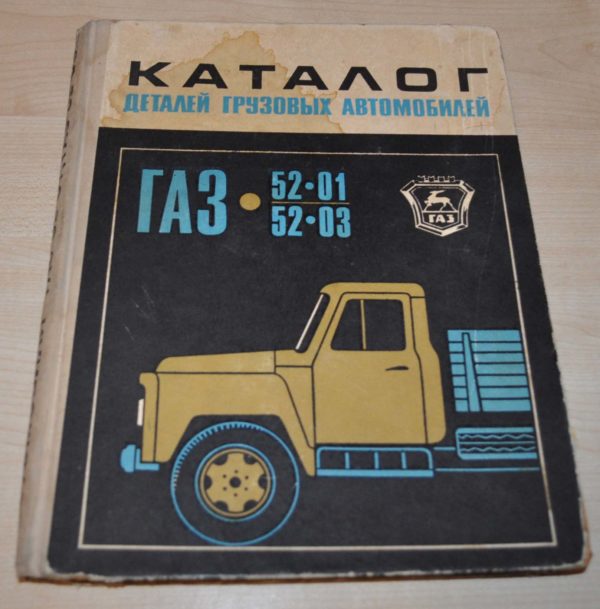 КАТАЛОГ
ДЕТАЛЕЙ ГРУЗОВЫХ АВТОМОБИЛЕЙ
ГАЗ • 52•01
52•03
ГАЗ